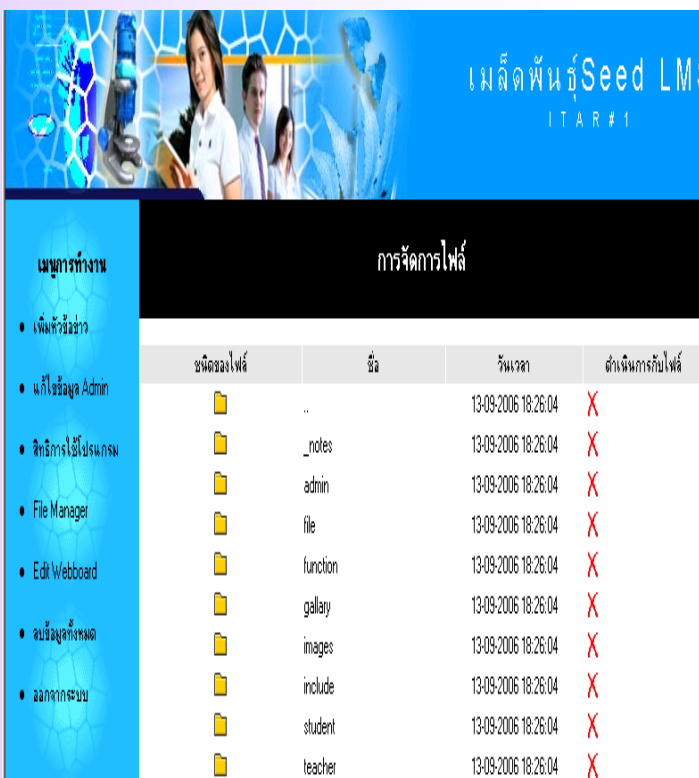 เมล็ดพันธุ์Seed LM
ITAR#1
เมนูการทำงาน
เพิ่มหัวข้อข่าว
แก้ไขข้อมูล Admin
สิทธิการใช้โปรแกรม
File Manager
Edit Webboard
ลบข้อมูลทั้งหมด
ออกจากระบบ
การจัดการไฟล์
ชนิดของไฟล์ ชื่อ วันเวลา ดำเนินการกับไฟล์
.. 13-09-2006 18:26:04
_notes 13-09-2006 18:26:04
admin 13-09-2006 18:26:04
file 13-09-2006 18:26:04
function 13-09-2006 18:26:04
gallary 13-09-2006 18:26:04
images 13-09-2006 18:26:04
include 13-09-2006 18:26:04
student 13-09-2006 18:26:04
teacher 13-09-2006 18:26:04